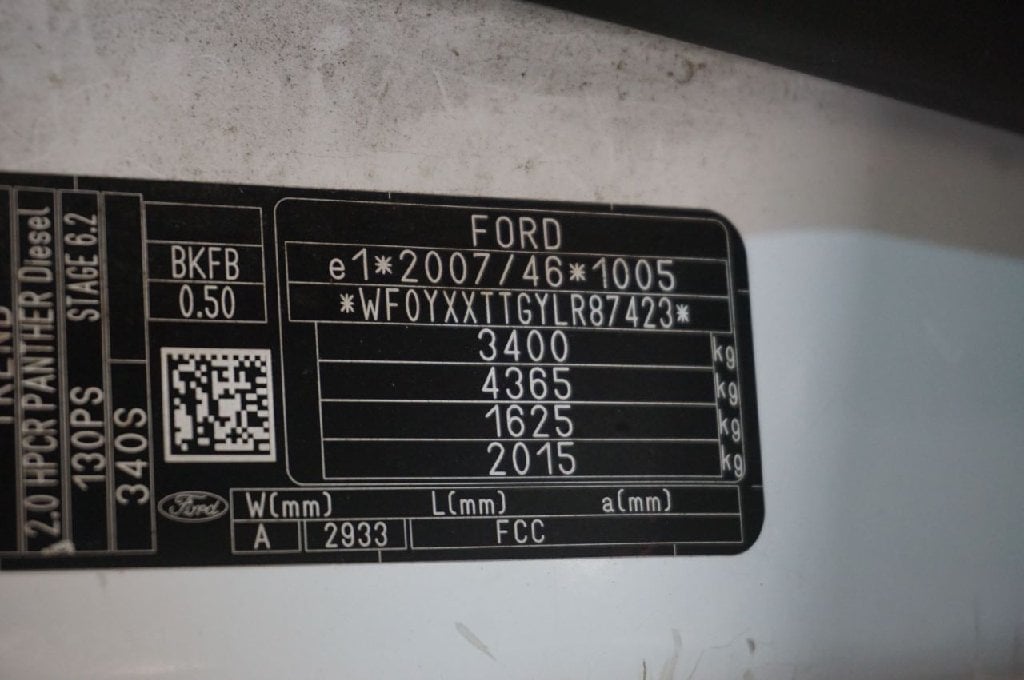 TREND
2.0 HPCR PANTHER Diesel
130PS STAGE 6.2
340S
BKFB
0.50
FORD
e1*2007/46*1005
*WF0YXXTTGYLR87423*
3400 kg
4365 kg
1625 kg
2015 kg
Ford
W(mm) L(mm) a(mm)
A 2933 FCC